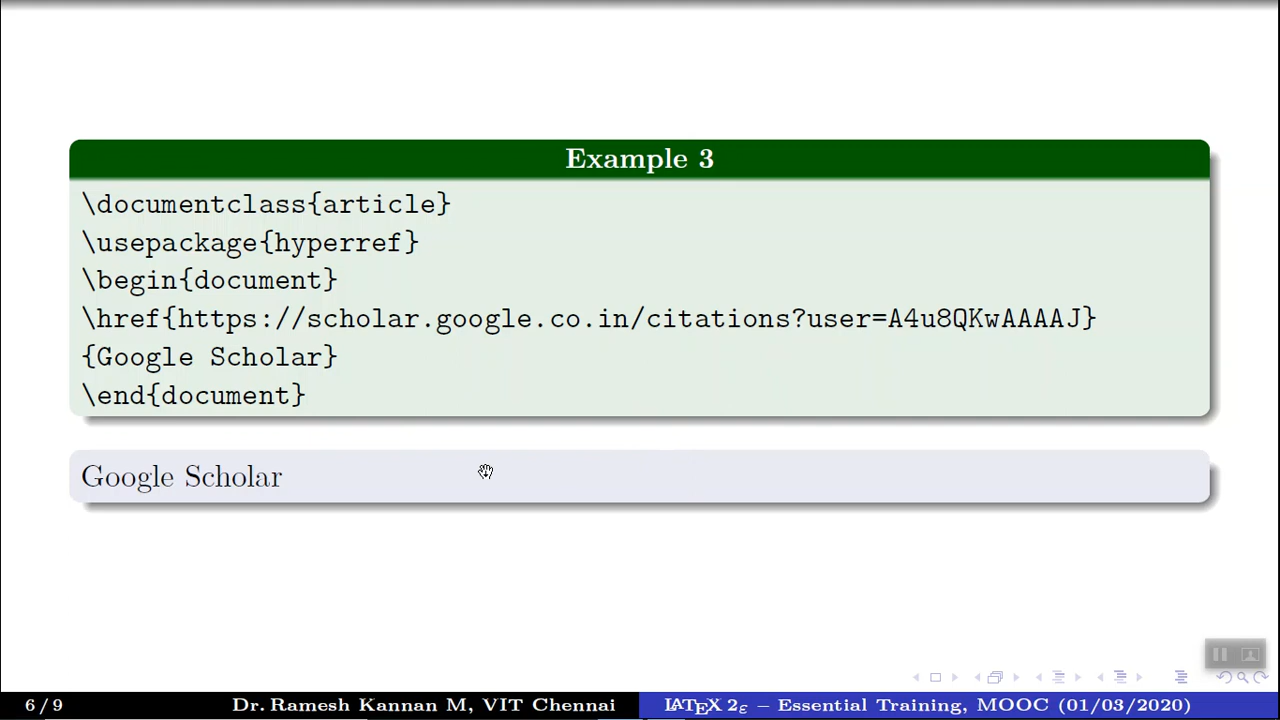 Example 3
\documentclass{article}
\usepackage{hyperref}
\begin{document}
\href{https://scholar.google.co.in/citations?user=A4u8QKwAAAAJ}
{Google Scholar}
\end{document}
Google Scholar
6 / 9 Dr. Ramesh Kannan M, VIT Chennai LATEX 2ε – Essential Training, MOOC (01/03/2020)